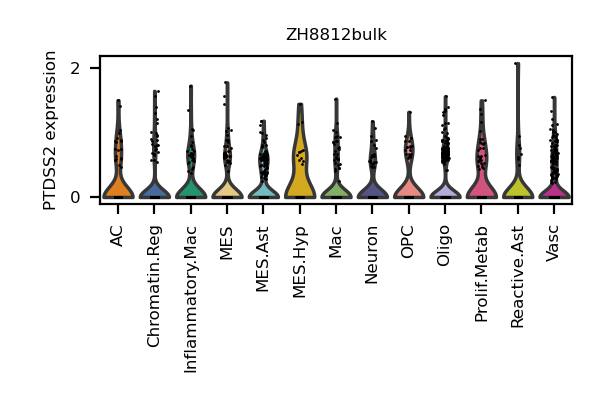 ZH8812bulk
PTDSS2 expression
2
0
AC
Chromatin.Reg
Inflammatory.Mac
MES
MES.Ast
MES.Hyp
Mac
Neuron
OPC
Oligo
Prolif.Metab
Reactive.Ast
Vasc